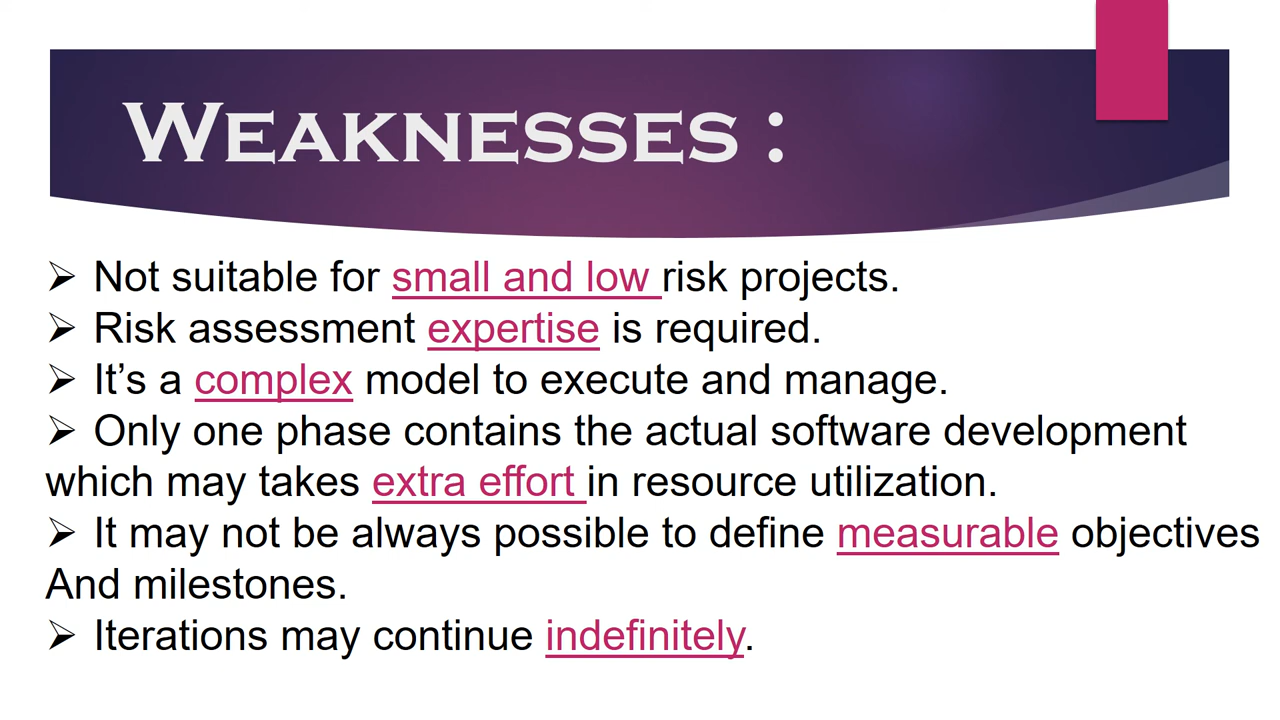 WEAKNESSES :
➢ Not suitable for small and low risk projects.
➢ Risk assessment expertise is required.
➢ It’s a complex model to execute and manage.
➢ Only one phase contains the actual software development
which may takes extra effort in resource utilization.
➢ It may not be always possible to define measurable objectives
And milestones.
➢ Iterations may continue indefinitely.